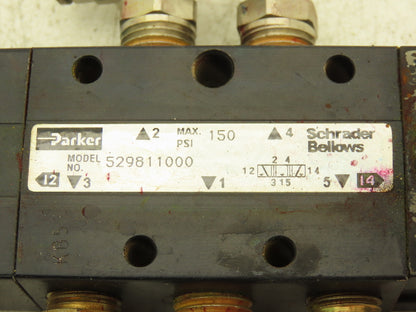 Parker ▲2 MAX. PSI 150 ▲4 Schrader Bellows
MODEL NO. 529811000
2 4
12 14
3 1 5
12 ▼3 ▼1 5▼ 14
KB5